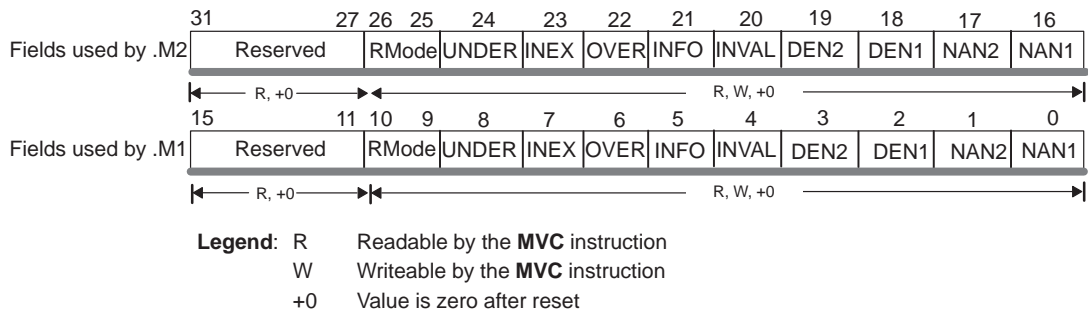 31 27 26 25 24 23 22 21 20 19 18 17 16
Fields used by .M2 Reserved RMode UNDER INEX OVER INFO INVAL DEN2 DEN1 NAN2 NAN1
R, +0 R, W, +0
15 11 10 9 8 7 6 5 4 3 2 1 0
Fields used by .M1 Reserved RMode UNDER INEX OVER INFO INVAL DEN2 DEN1 NAN2 NAN1
R, +0 R, W, +0
Legend: R Readable by the MVC instruction
W Writeable by the MVC instruction
+0 Value is zero after reset